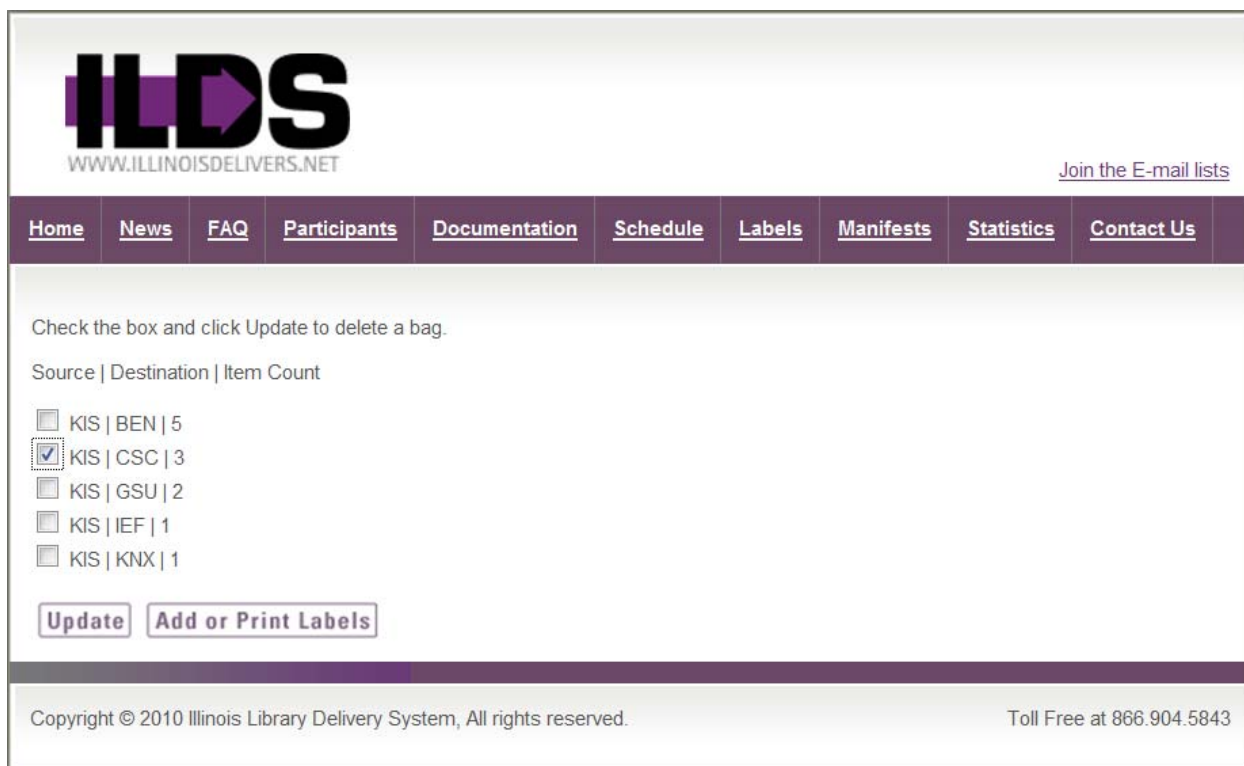 ILDS
WWW.ILLINOISDELIVERS.NET
Join the E-mail lists
Home News FAQ Participants Documentation Schedule Labels Manifests Statistics Contact Us
Check the box and click Update to delete a bag.
Source | Destination | Item Count
KIS | BEN | 5
KIS | CSC | 3
KIS | GSU | 2
KIS | IEF | 1
KIS | KNX | 1
Update Add or Print Labels
Copyright © 2010 Illinois Library Delivery System, All rights reserved. Toll Free at 866.904.5843